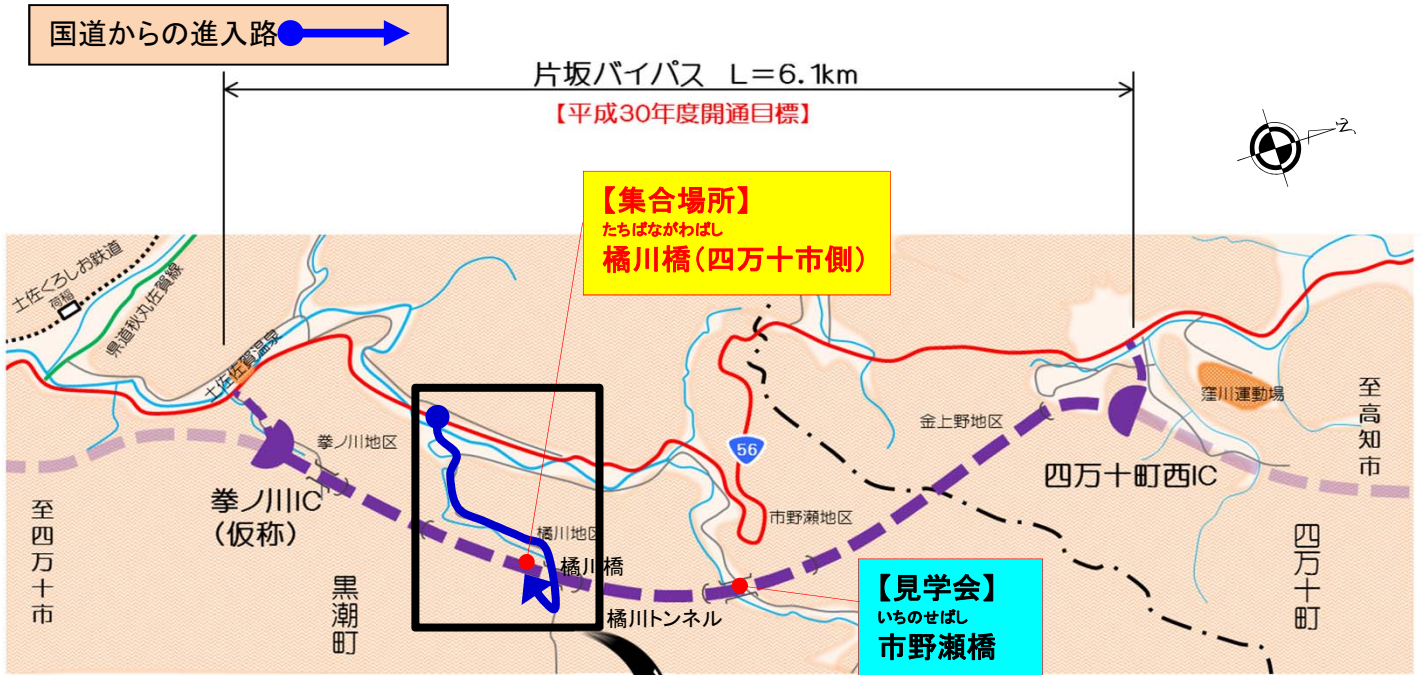 国道からの進入路
片坂バイパス L=6.1km
【平成30年度開通目標】
【集合場所】
たちばながわばし
橘川橋(四万十市側)
土佐くろしお鉄道
荷稲
県道秋丸佐賀線
土佐佐賀温泉
拳ノ川地区
拳ノ川IC
(仮称)
至四万十市
黒潮町
橘川地区
橘川橋
橘川トンネル
56
市野瀬地区
【見学会】
いちのせばし
市野瀬橋
金上野地区
四万十町西IC
窪川運動場
至高知市
四万十町